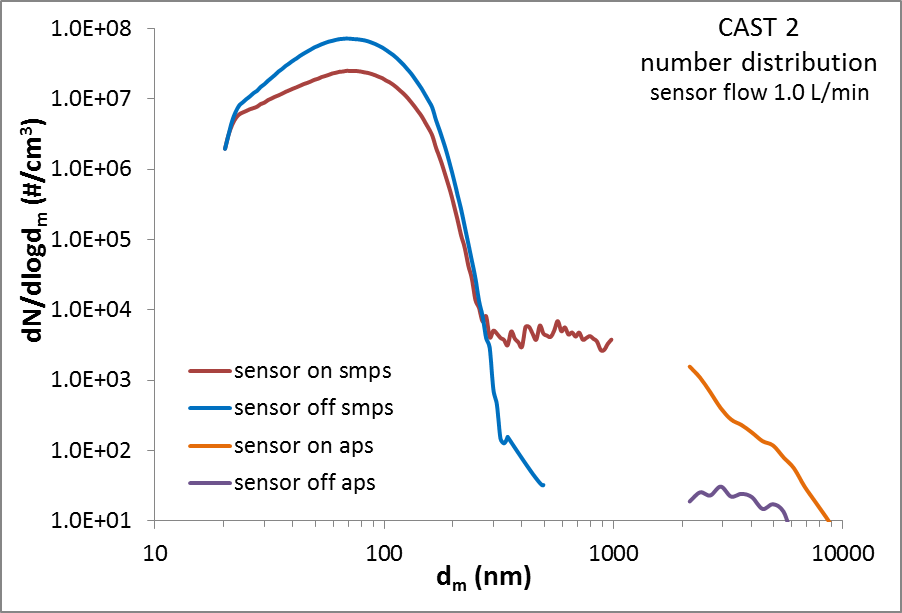 CAST 2
number distribution
sensor flow 1.0 L/min
dN/dlogdm (#/cm3)
1.0E+08
1.0E+07
1.0E+06
1.0E+05
1.0E+04
1.0E+03
1.0E+02
1.0E+01
sensor on smps
sensor off smps
sensor on aps
sensor off aps
10 100 1000 10000
dm (nm)